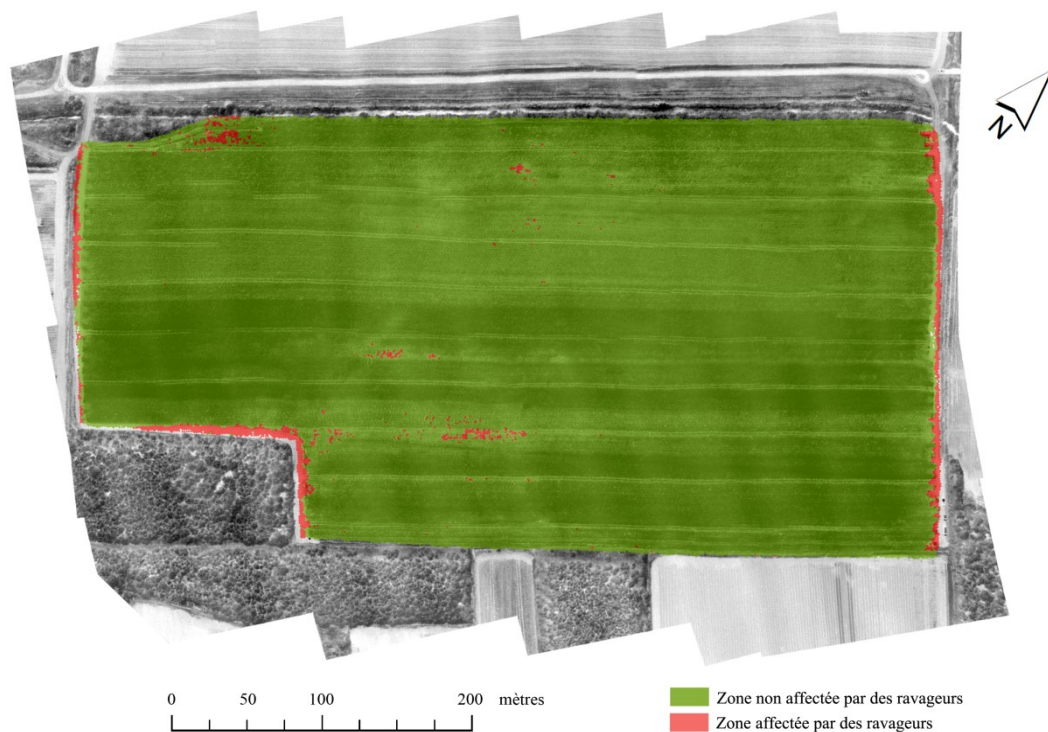 N
0 50 100 200 mètres
Zone non affectée par des ravageurs
Zone affectée par des ravageurs